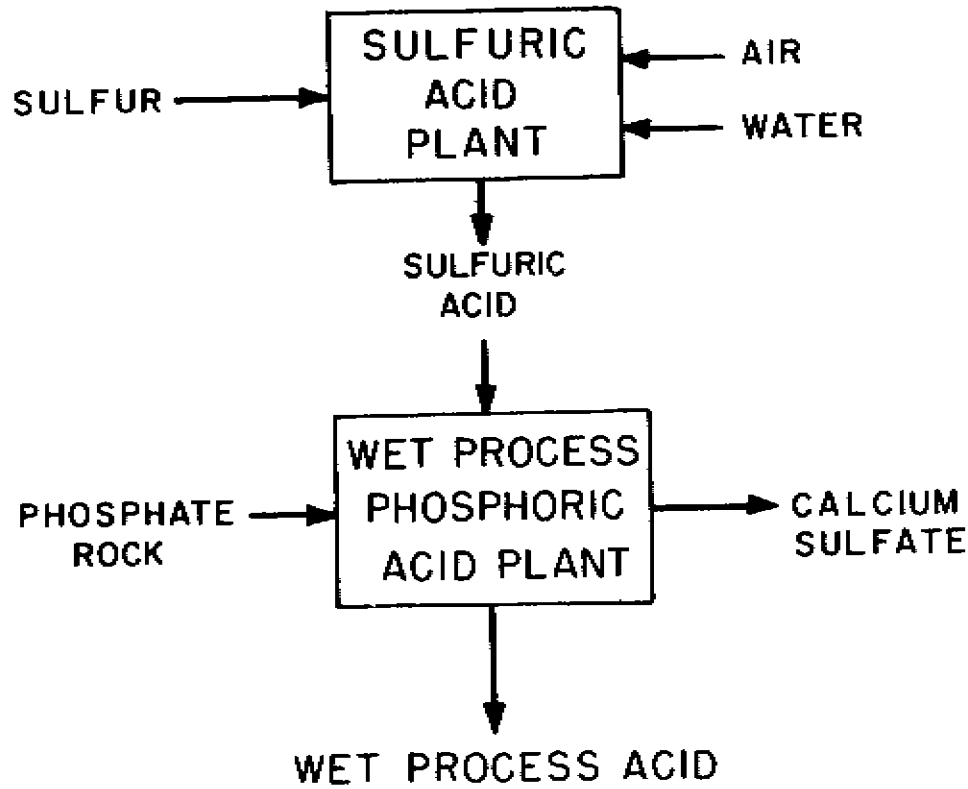 SULFURIC
ACID
PLANT
SULFUR
AIR
WATER
SULFURIC
ACID
WET PROCESS
PHOSPHORIC
ACID PLANT
PHOSPHATE
ROCK
CALCIUM
SULFATE
WET PROCESS ACID